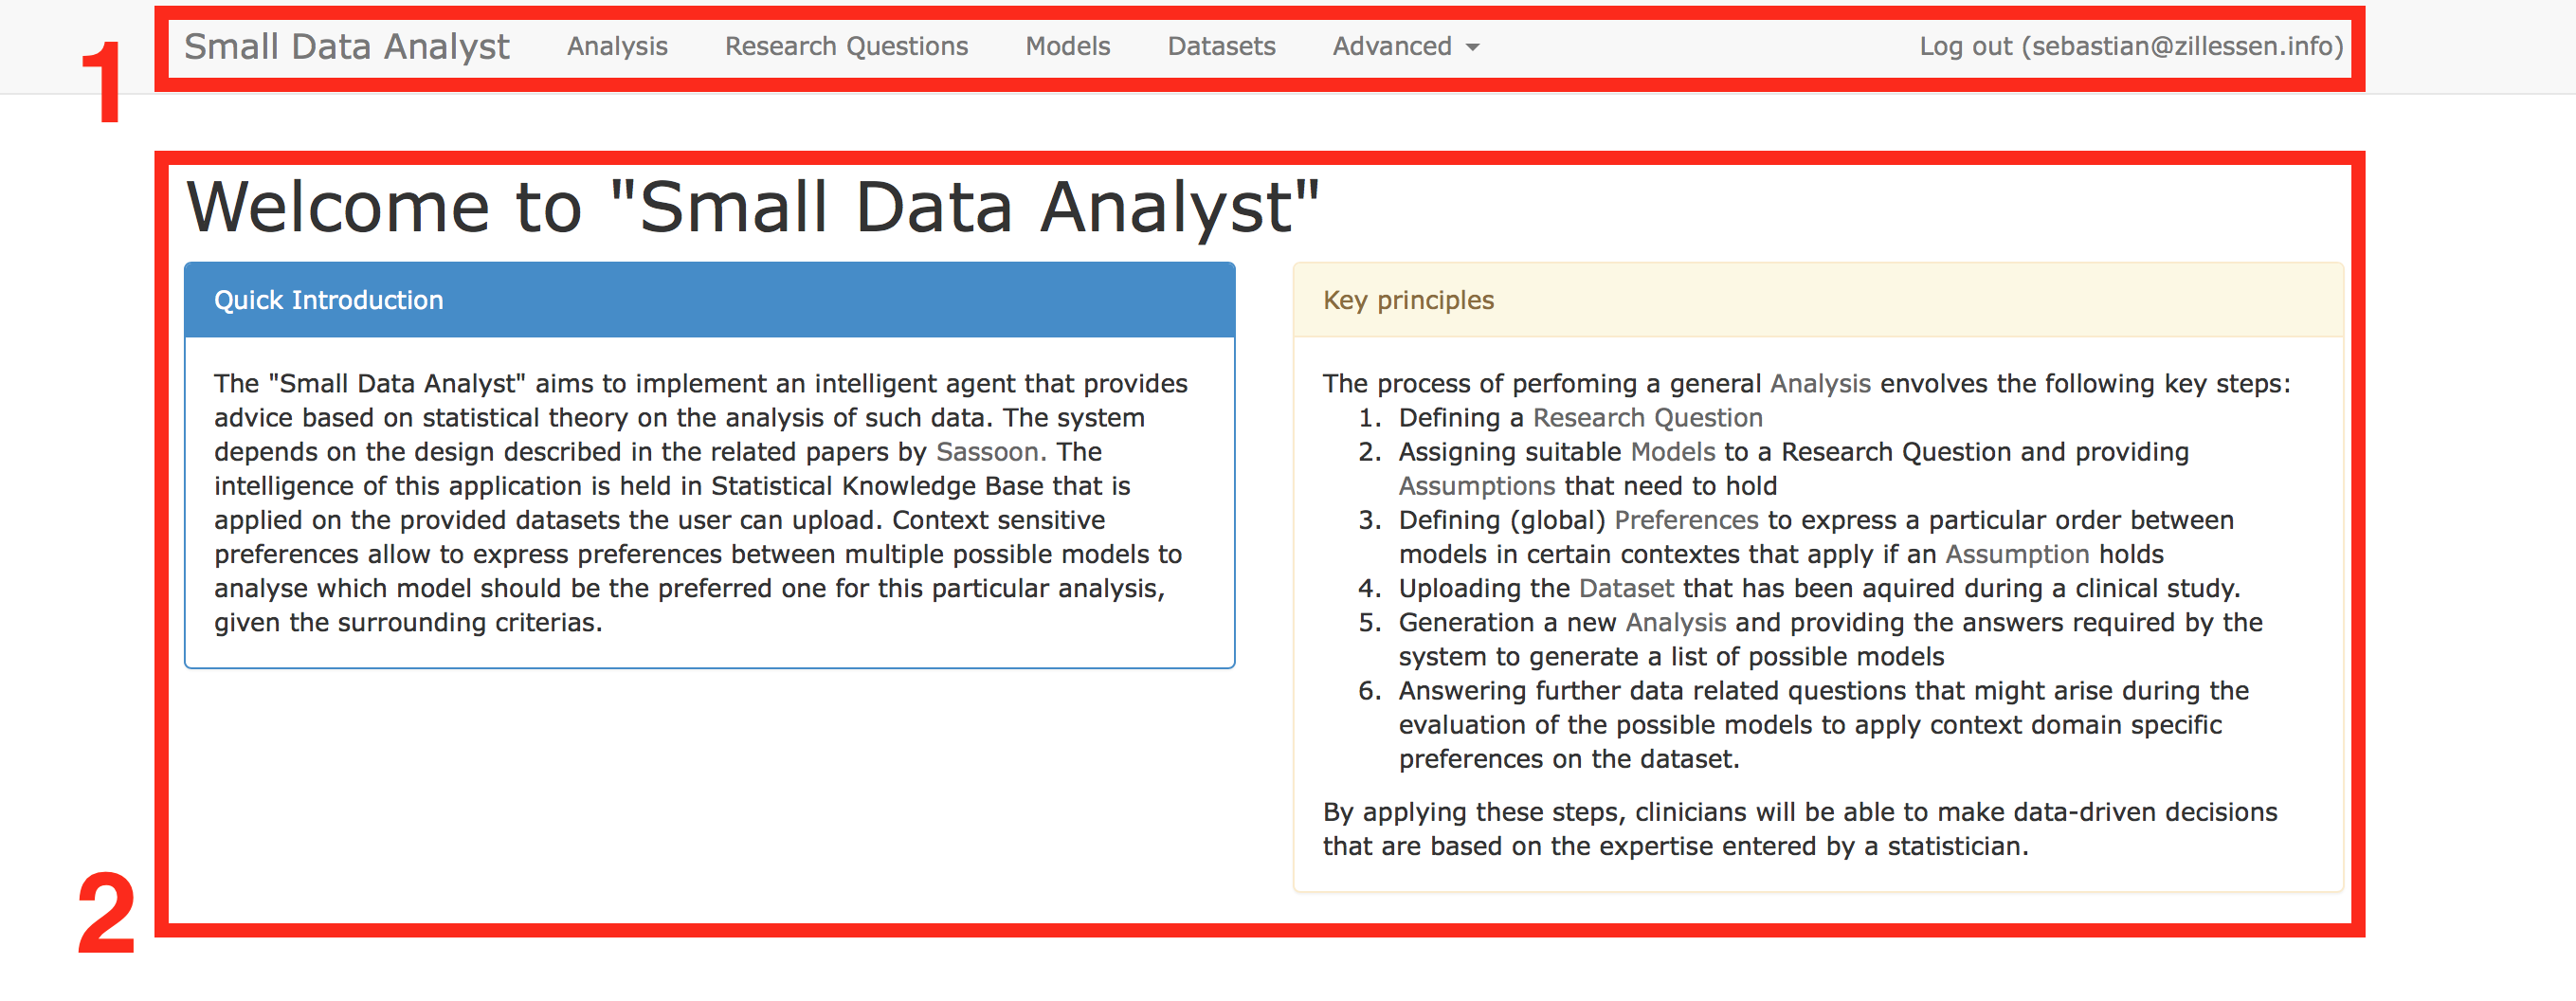 1
Small Data Analyst Analysis Research Questions Models Datasets Advanced Log out (sebastian@zillessen.info)
Welcome to "Small Data Analyst"
Quick Introduction
The "Small Data Analyst" aims to implement an intelligent agent that provides
advice based on statistical theory on the analysis of such data. The system
depends on the design described in the related papers by Sassoon. The
intelligence of this application is held in Statistical Knowledge Base that is
applied on the provided datasets the user can upload. Context sensitive
preferences allow to express preferences between multiple possible models to
analyse which model should be the preferred one for this particular analysis,
given the surrounding criterias.
Key principles
The process of perfoming a general Analysis envolves the following key steps:
1. Defining a Research Question
2. Assigning suitable Models to a Research Question and providing
Assumptions that need to hold
3. Defining (global) Preferences to express a particular order between
models in certain contextes that apply if an Assumption holds
4. Uploading the Dataset that has been aquired during a clinical study.
5. Generation a new Analysis and providing the answers required by the
system to generate a list of possible models
6. Answering further data related questions that might arise during the
evaluation of the possible models to apply context domain specific
preferences on the dataset.
By applying these steps, clinicians will be able to make data-driven decisions
that are based on the expertise entered by a statistician.
2